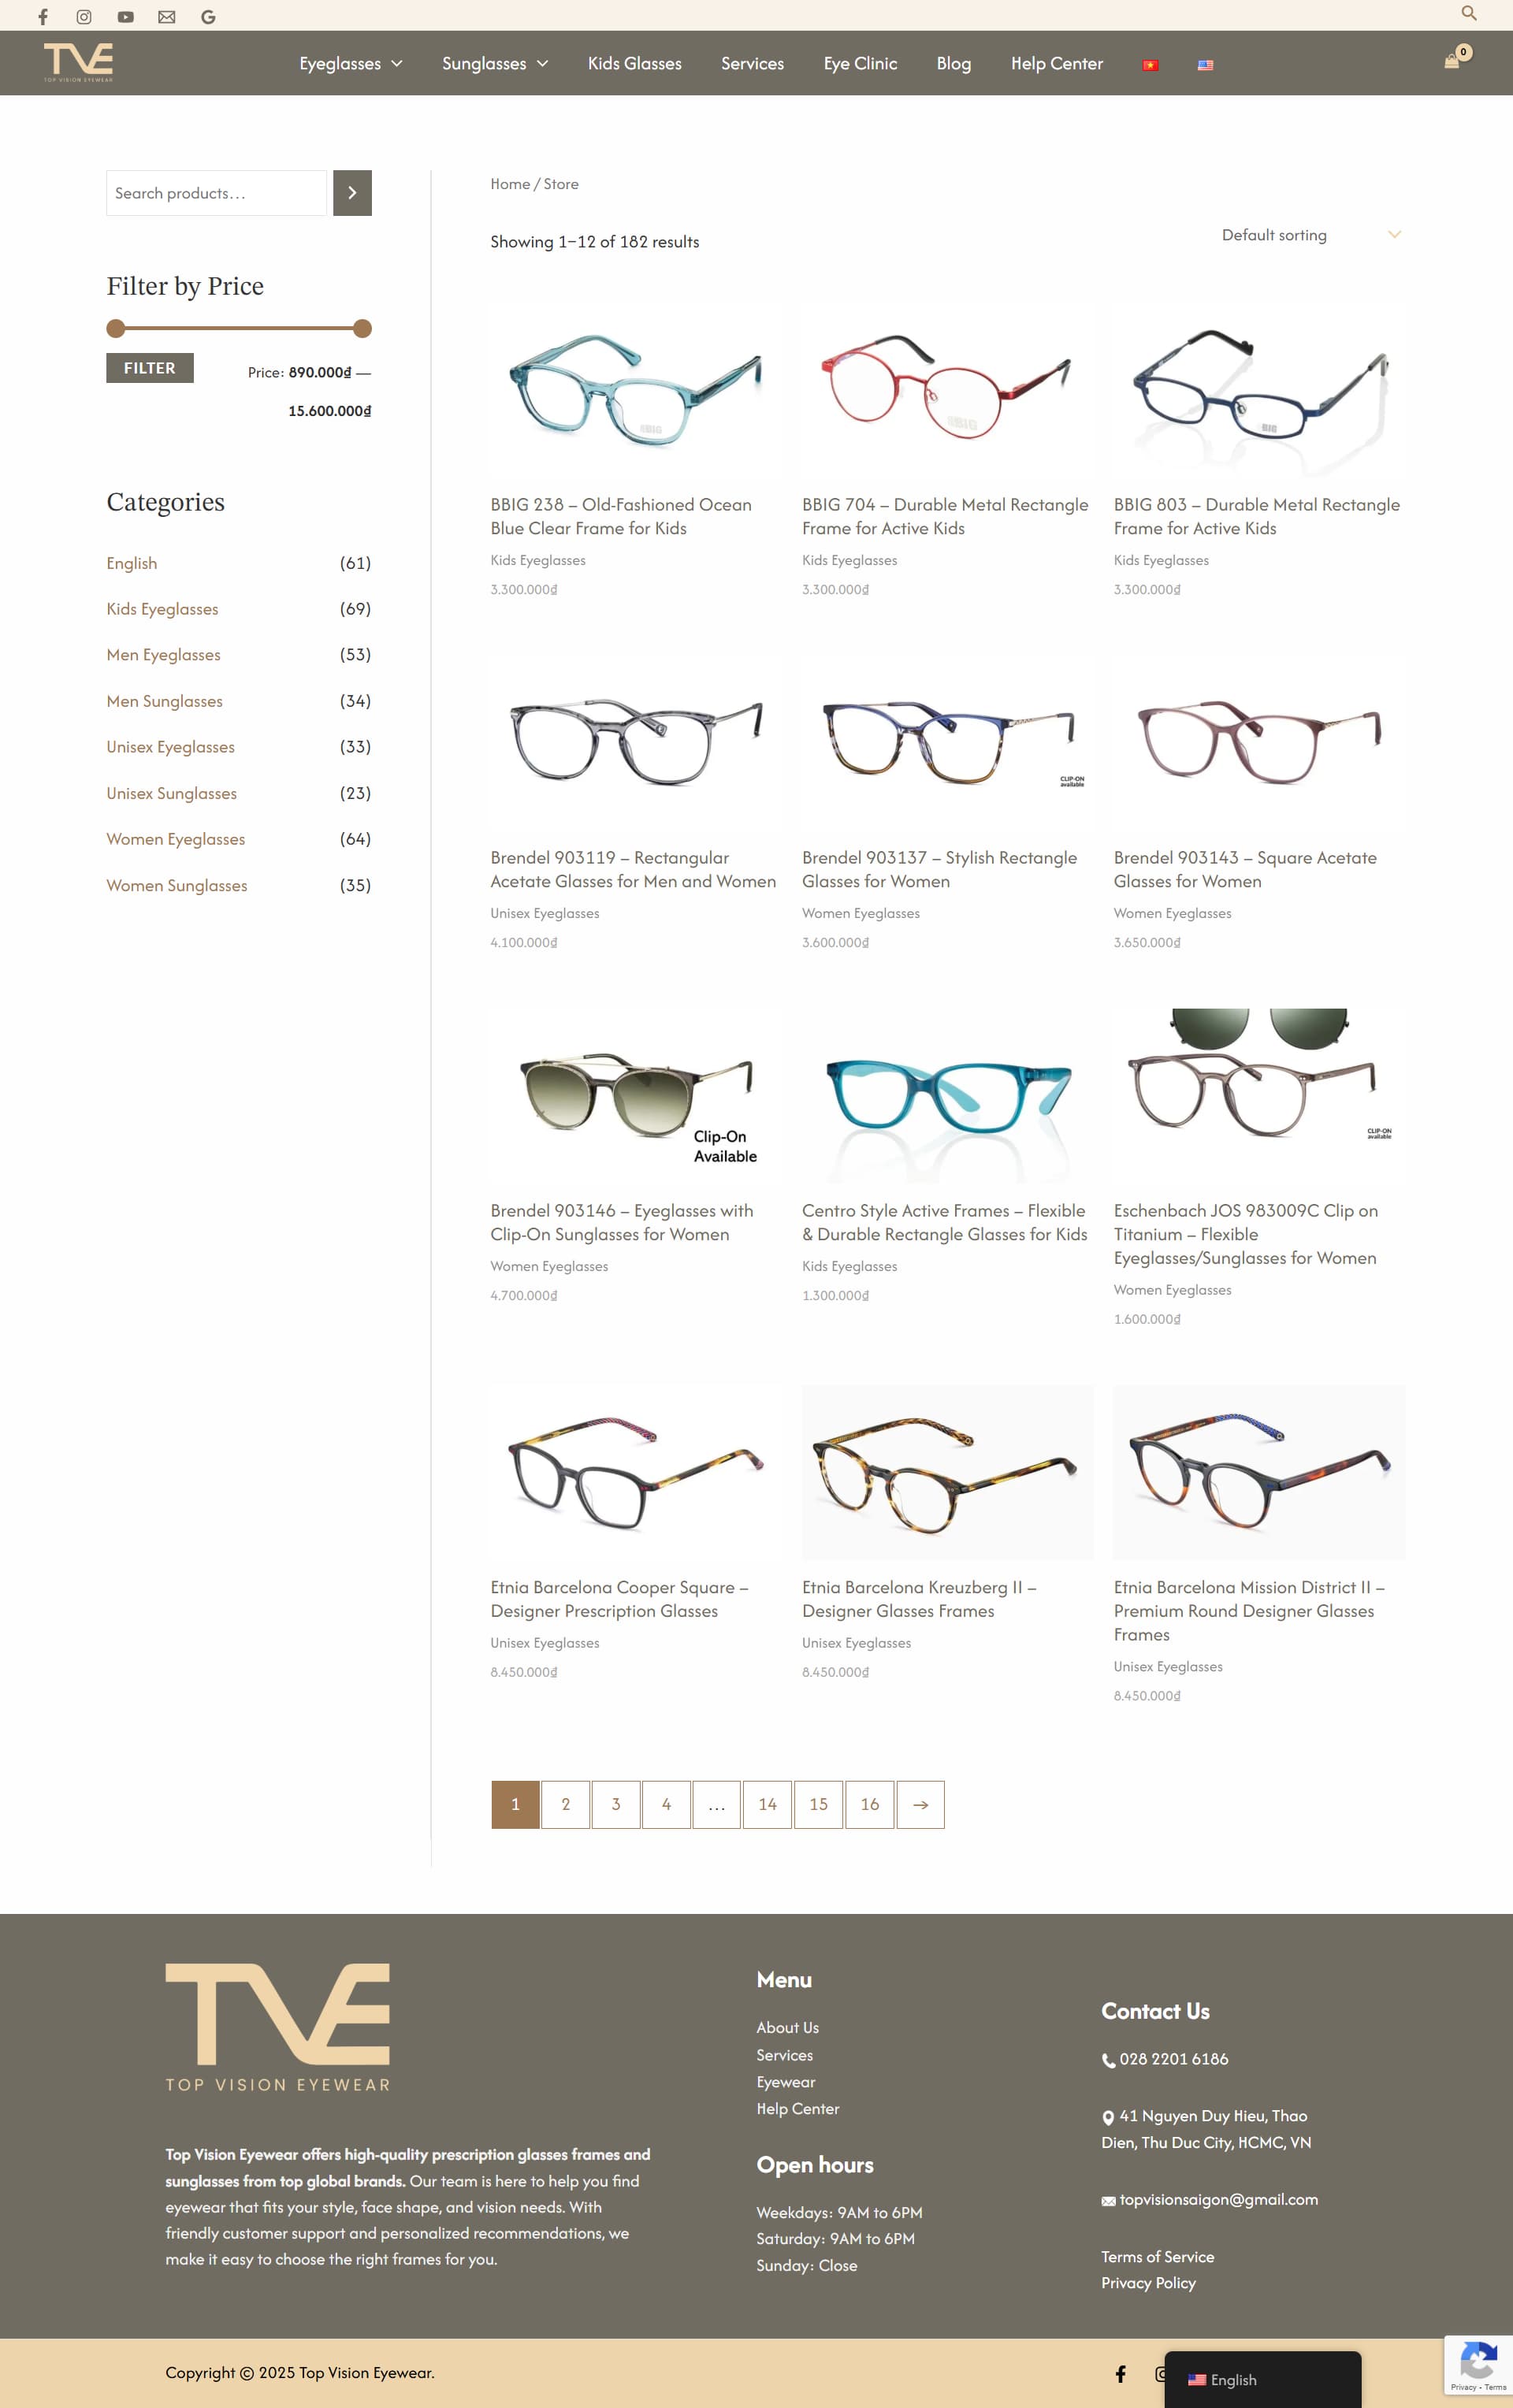 TVE
TOP VISION EYEWEAR
Eyeglasses
Sunglasses
Kids Glasses
Services
Eye Clinic
Blog
Help Center
0
Search products…
Filter by Price
FILTER
Price: 890.000₫ —
15.600.000₫
Categories
English (61)
Kids Eyeglasses (69)
Men Eyeglasses (53)
Men Sunglasses (34)
Unisex Eyeglasses (33)
Unisex Sunglasses (23)
Women Eyeglasses (64)
Women Sunglasses (35)
Home / Store
Showing 1–12 of 182 results
Default sorting
BBIG 238 – Old-Fashioned Ocean
Blue Clear Frame for Kids
Kids Eyeglasses
3.300.000₫
BBIG 704 – Durable Metal Rectangle
Frame for Active Kids
Kids Eyeglasses
3.300.000₫
BBIG 803 – Durable Metal Rectangle
Frame for Active Kids
Kids Eyeglasses
3.300.000₫
Brendel 903119 – Rectangular
Acetate Glasses for Men and Women
Unisex Eyeglasses
4.100.000₫
CLIP-ON
available
Brendel 903137 – Stylish Rectangle
Glasses for Women
Women Eyeglasses
3.600.000₫
Brendel 903143 – Square Acetate
Glasses for Women
Women Eyeglasses
3.650.000₫
Clip-On
Available
Brendel 903146 – Eyeglasses with
Clip-On Sunglasses for Women
Women Eyeglasses
4.700.000₫
Centro Style Active Frames – Flexible
& Durable Rectangle Glasses for Kids
Kids Eyeglasses
1.300.000₫
CLIP-ON
available
Eschenbach JOS 983009C Clip on
Titanium – Flexible
Eyeglasses/Sunglasses for Women
Women Eyeglasses
1.600.000₫
Etnia Barcelona Cooper Square –
Designer Prescription Glasses
Unisex Eyeglasses
8.450.000₫
Etnia Barcelona Kreuzberg II –
Designer Glasses Frames
Unisex Eyeglasses
8.450.000₫
Etnia Barcelona Mission District II –
Premium Round Designer Glasses
Frames
Unisex Eyeglasses
8.450.000₫
1 2 3 4 … 14 15 16 →
TVE
TOP VISION EYEWEAR
Top Vision Eyewear offers high-quality prescription glasses frames and
sunglasses from top global brands. Our team is here to help you find
eyewear that fits your style, face shape, and vision needs. With
friendly customer support and personalized recommendations, we
make it easy to choose the right frames for you.
Menu
About Us
Services
Eyewear
Help Center
Open hours
Weekdays: 9AM to 6PM
Saturday: 9AM to 6PM
Sunday: Close
Contact Us
028 2201 6186
41 Nguyen Duy Hieu, Thao
Dien, Thu Duc City, HCMC, VN
topvisionsaigon@gmail.com
Terms of Service
Privacy Policy
Copyright © 2025 Top Vision Eyewear.
English
Privacy - Terms